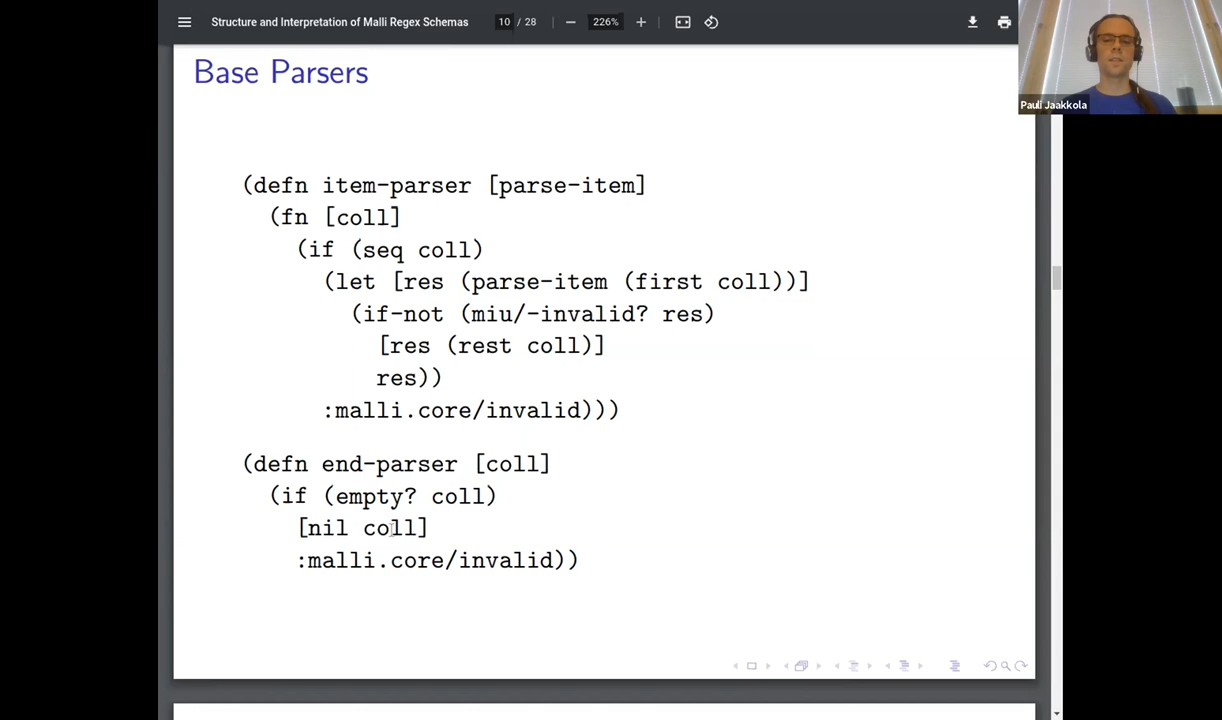 Structure and Interpretation of Malli Regex Schemas
10 / 28
226%
Pauli Jaakkola
Base Parsers
(defn item-parser [parse-item]
(fn [coll]
(if (seq coll)
(let [res (parse-item (first coll))]
(if-not (miu/-invalid? res)
[res (rest coll)]
res))
:malli.core/invalid)))
(defn end-parser [coll]
(if (empty? coll)
[nil coll]
:malli.core/invalid))